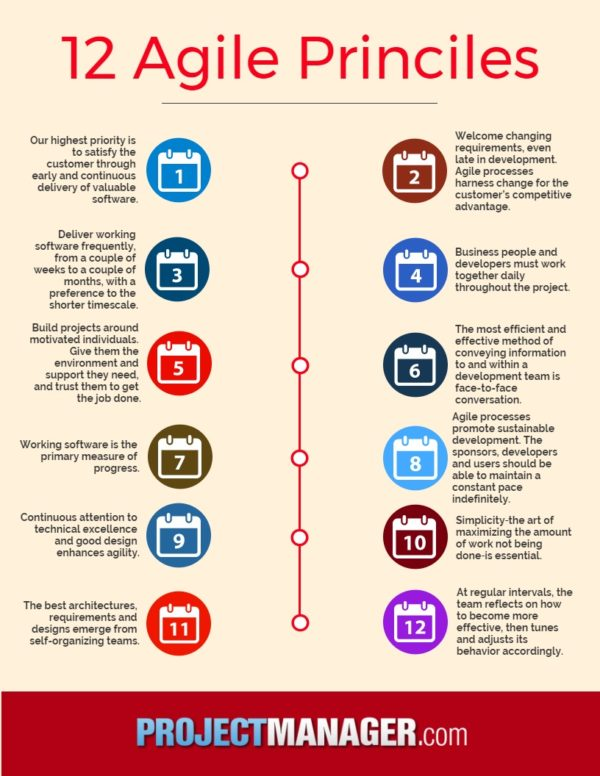 12 Agile Princiles
Our highest priority is
to satisfy the
customer through
early and continuous
delivery of valuable
software.
1
2
Welcome changing
requirements, even
late in development.
Agile processes
harness change for the
customer's competitive
advantage.
Deliver working
software frequently,
from a couple of
weeks to a couple of
months, with a
preference to the
shorter timescale.
3
4
Business people and
developers must work
together daily
throughout the project.
Build projects around
motivated individuals.
Give them the
environment and
support they need,
and trust them to get
the job done.
5
6
The most efficient and
effective method of
conveying information
to and within a
development team is
face-to-face
conversation.
Working software is the
primary measure of
progress.
7
8
Agile processes
promote sustainable
development. The
sponsors, developers
and users should be
able to maintain a
constant pace
indefinitely.
Continuous attention to
technical excellence
and good design
enhances agility.
9
10
Simplicity-the art of
maximizing the amount
of work not being
done-is essential.
The best architectures,
requirements and
designs emerge from
self-organizing teams.
11
12
At regular intervals, the
team reflects on how
to become more
effective, then tunes
and adjusts its
behavior accordingly.
PROJECTMANAGER.com